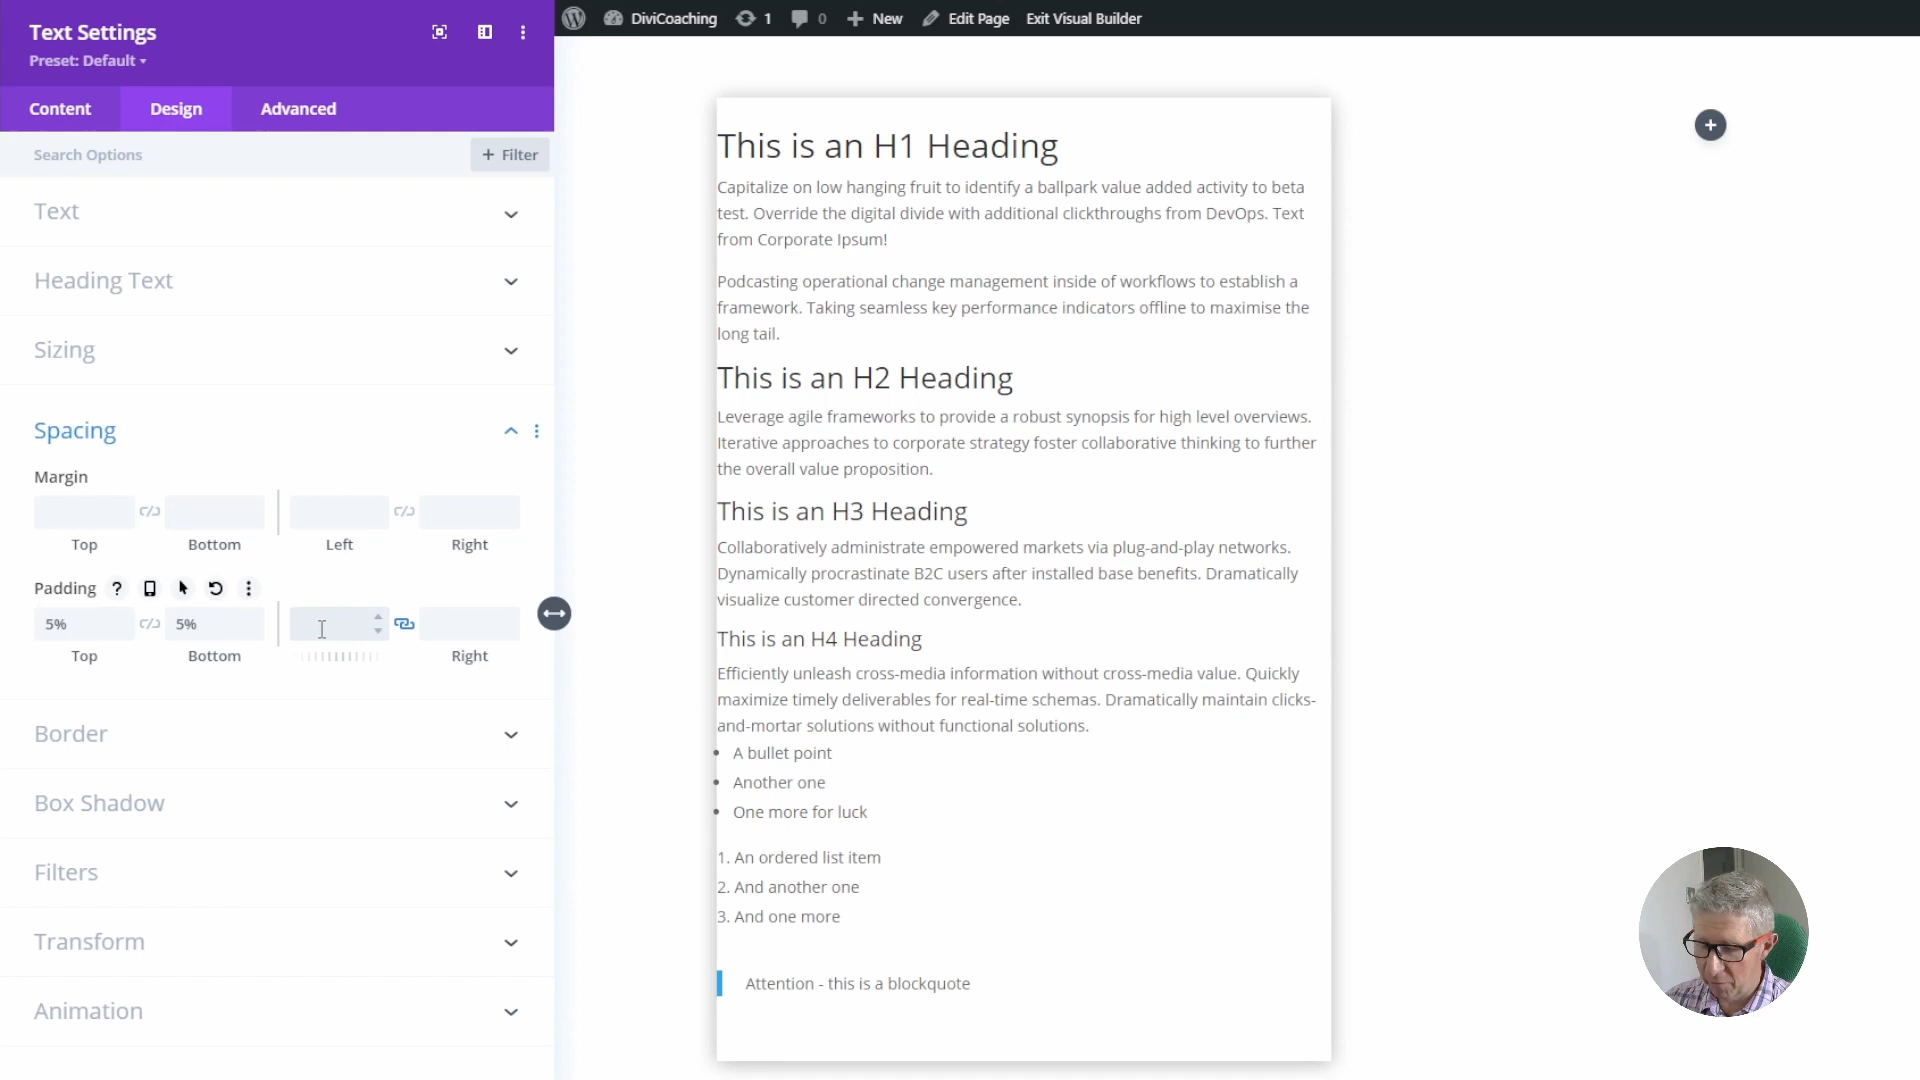 Text Settings
Preset: Default
DiviCoaching
1
0
New
Edit Page
Exit Visual Builder
Content
Design
Advanced
Search Options
+ Filter
Text
Heading Text
Sizing
Spacing
Margin
Top
Bottom
Left
Right
Padding
?
5%
5%
Top
Bottom
Right
Border
Box Shadow
Filters
Transform
Animation
This is an H1 Heading
Capitalize on low hanging fruit to identify a ballpark value added activity to beta
test. Override the digital divide with additional clickthroughs from DevOps. Text
from Corporate Ipsum!
Podcasting operational change management inside of workflows to establish a
framework. Taking seamless key performance indicators offline to maximise the
long tail.
This is an H2 Heading
Leverage agile frameworks to provide a robust synopsis for high level overviews.
Iterative approaches to corporate strategy foster collaborative thinking to further
the overall value proposition.
This is an H3 Heading
Collaboratively administrate empowered markets via plug-and-play networks.
Dynamically procrastinate B2C users after installed base benefits. Dramatically
visualize customer directed convergence.
This is an H4 Heading
Efficiently unleash cross-media information without cross-media value. Quickly
maximize timely deliverables for real-time schemas. Dramatically maintain clicks-
and-mortar solutions without functional solutions.
• A bullet point
• Another one
• One more for luck
1. An ordered list item
2. And another one
3. And one more
Attention - this is a blockquote